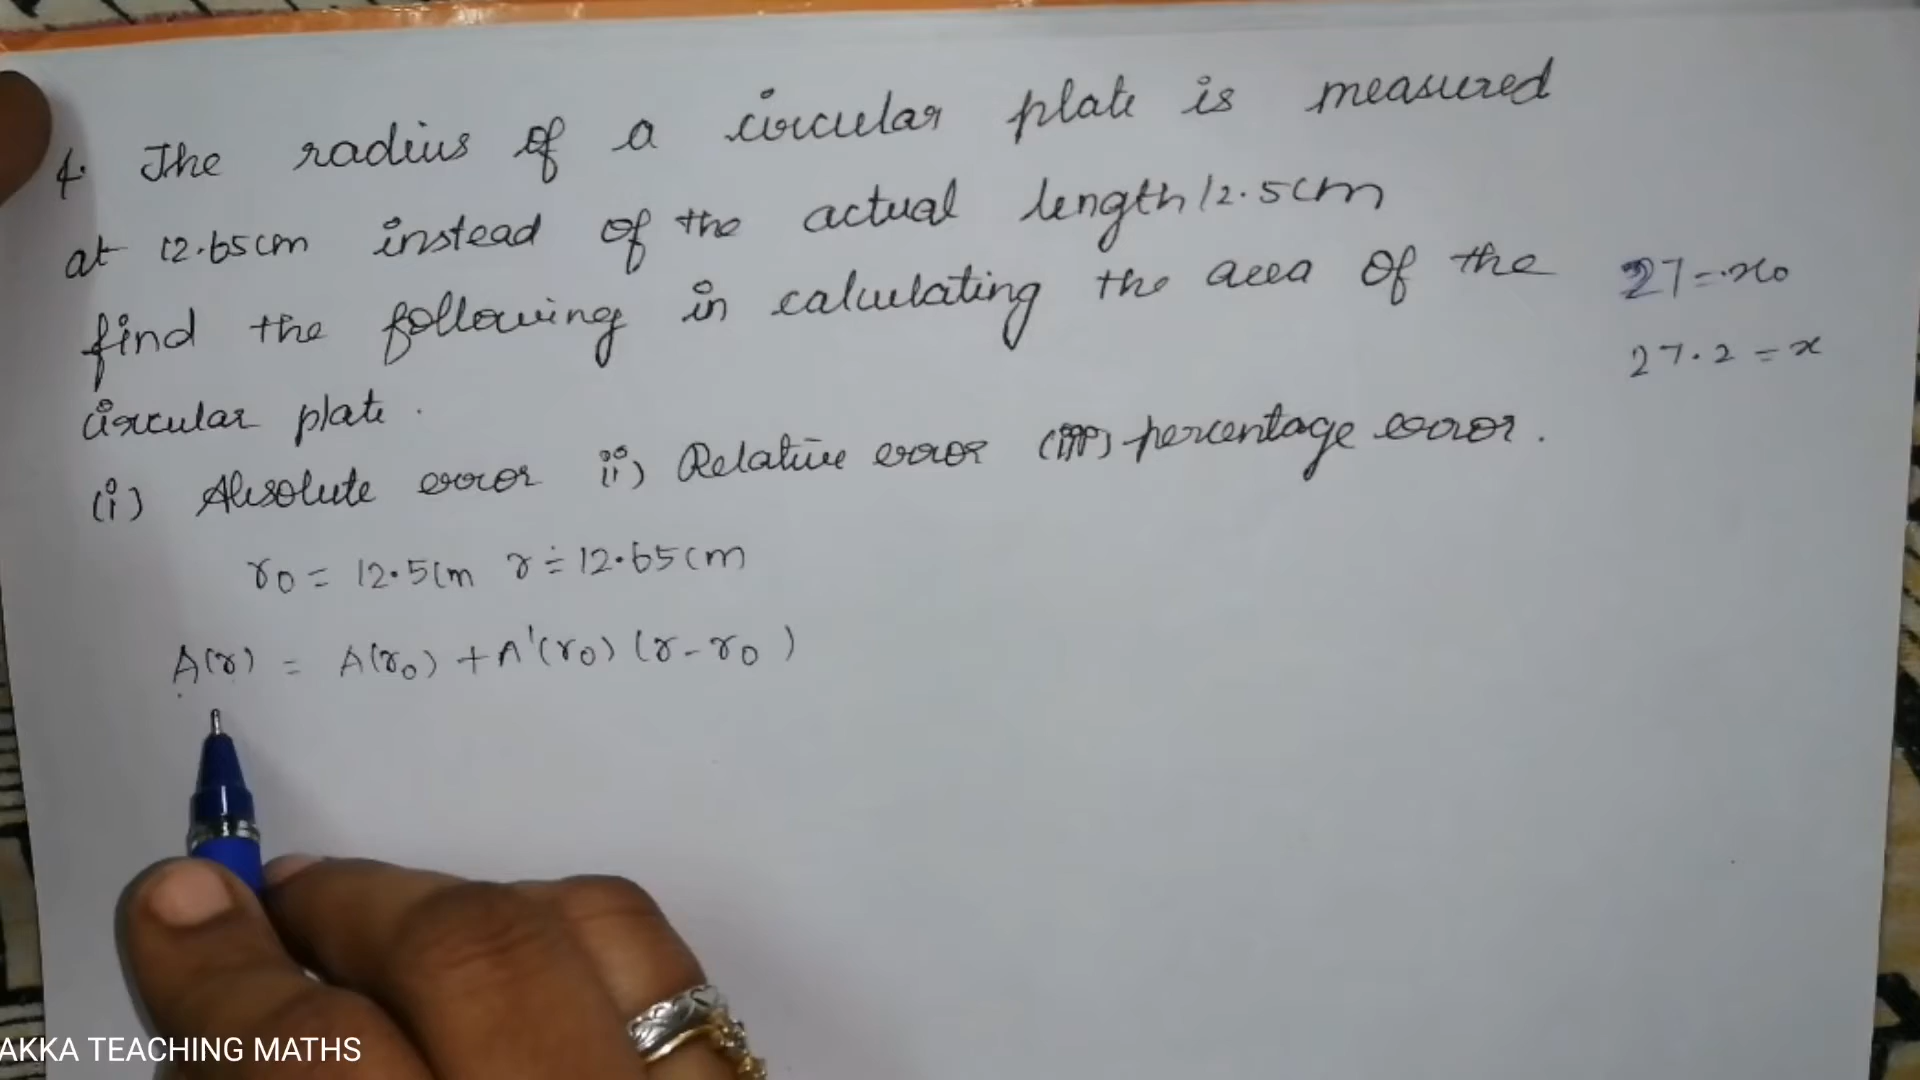 4. The radius of a circular plate is measured
at 12.65cm instead of the actual length 12.5cm
find the following in calculating the area of the
circular plate.
(i) Absolute error ii) Relative error (iii) percentage error.
27 = x0
27.2 = x
r0 = 12.5cm r = 12.65cm
A(r) = A(r0) + A'(r0) (r - r0)
AKKA TEACHING MATHS